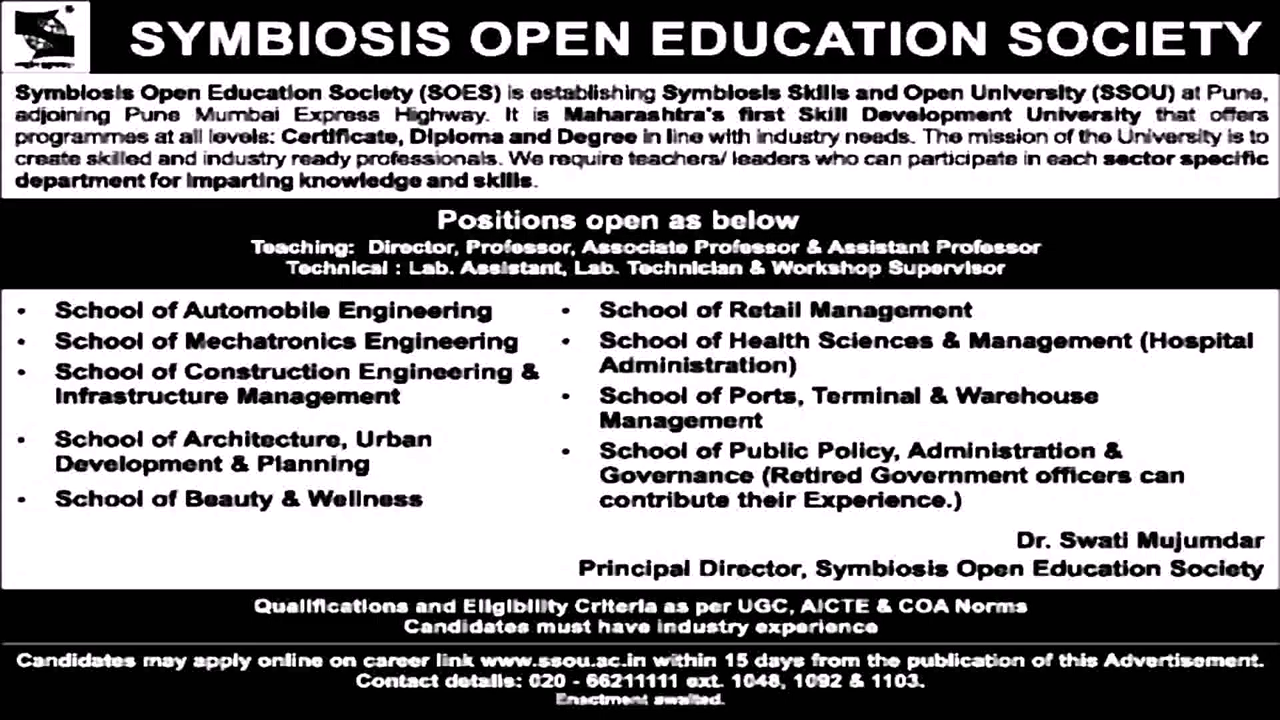 SYMBIOSIS OPEN EDUCATION SOCIETY
Symbiosis Open Education Society (SOES) is establishing Symbiosis Skills and Open University (SSOU) at Pune,
adjoining Pune Mumbai Express Highway. It is Maharashtra's first Skill Development University that offers
programmes at all levels: Certificate, Diploma and Degree in line with industry needs. The mission of the University is to
create skilled and industry ready professionals. We require teachers/ leaders who can participate in each sector specific
department for imparting knowledge and skills.
Positions open as below
Teaching: Director, Professor, Associate Professor & Assistant Professor
Technical : Lab. Assistant, Lab. Technician & Workshop Supervisor
• School of Automobile Engineering
• School of Mechatronics Engineering
• School of Construction Engineering &
Infrastructure Management
• School of Architecture, Urban
Development & Planning
• School of Beauty & Wellness
• School of Retail Management
• School of Health Sciences & Management (Hospital
Administration)
• School of Ports, Terminal & Warehouse
Management
• School of Public Policy, Administration &
Governance (Retired Government officers can
contribute their Experience.)
Dr. Swati Mujumdar
Principal Director, Symbiosis Open Education Society
Qualifications and Eligibility Criteria as per UGC, AICTE & COA Norms
Candidates must have industry experience
Candidates may apply online on career link www.ssou.ac.in within 15 days from the publication of this Advertisement.
Contact details: 020 - 66211111 ext. 1048, 1092 & 1103.
Enactment awaited.